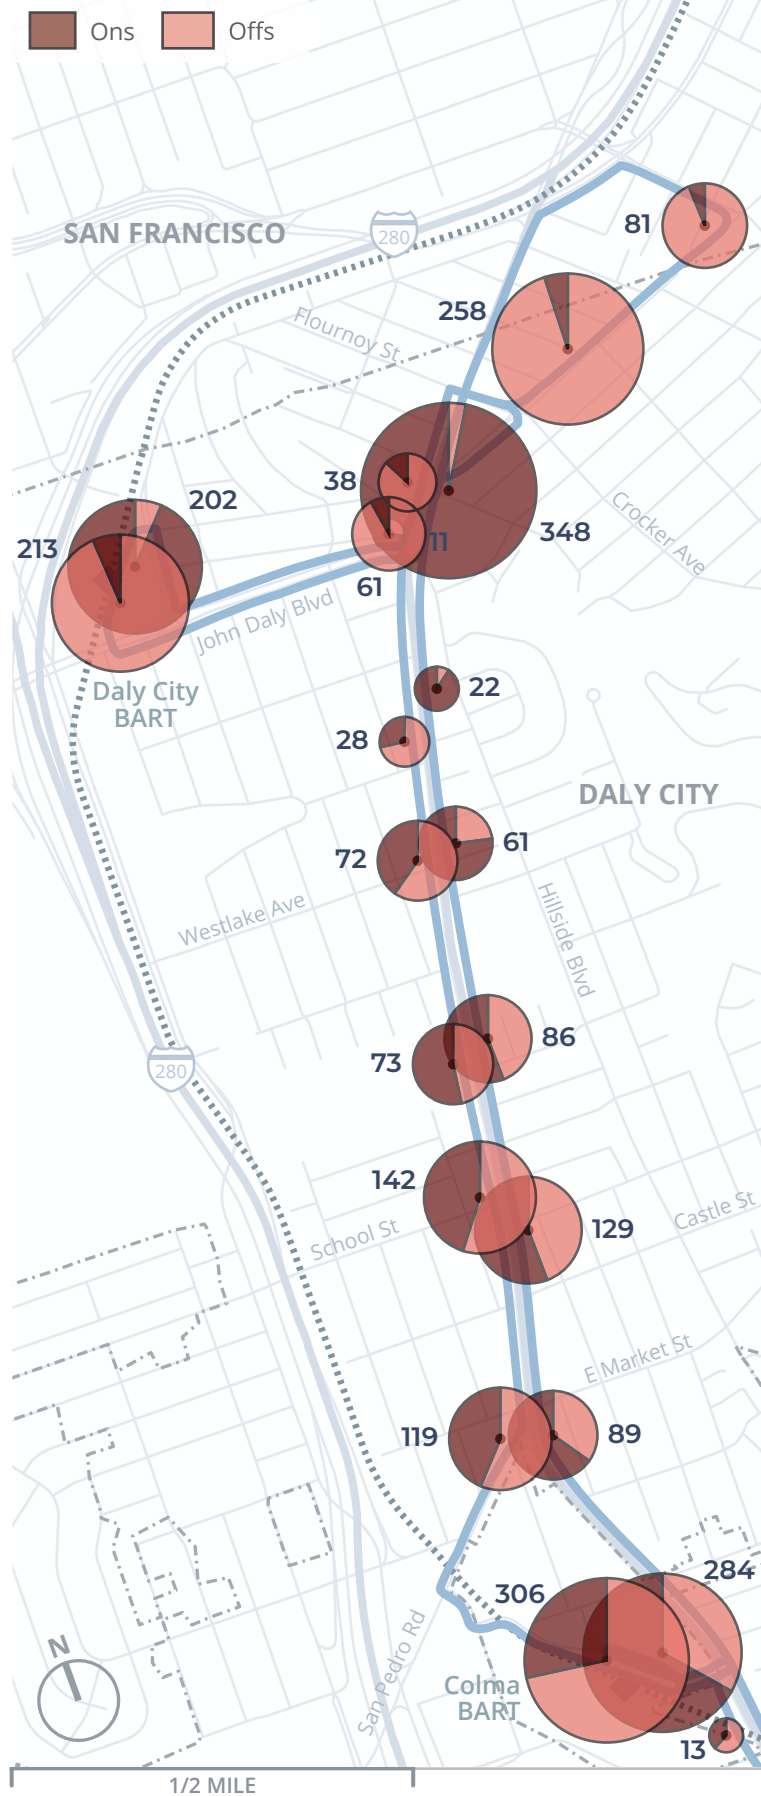 Ons
Offs
SAN FRANCISCO
280
81
258
Flournoy St
38
348
11
61
Crocker Ave
202
213
John Daly Blvd
Daly City
BART
22
28
DALY CITY
61
72
Westlake Ave
Hillside Blvd
86
73
280
142
129
Castle St
School St
E Market St
119
89
284
306
N
San Pedro Rd
Colma
BART
13
1/2 MILE